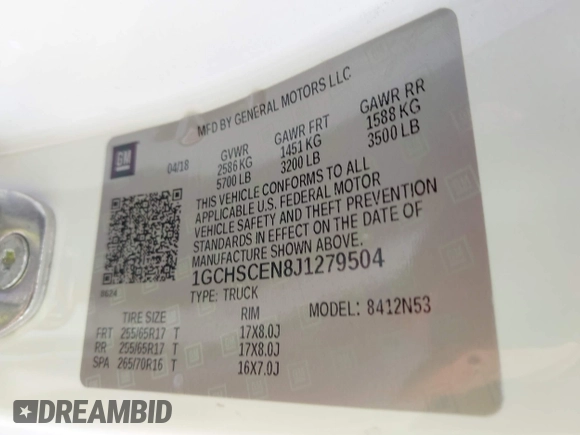 MFD BY GENERAL MOTORS LLC
GM
04/18
GVWR GAWR FRT GAWR RR
2586 KG 1451 KG 1588 KG
5700 LB 3200 LB 3500 LB
THIS VEHICLE CONFORMS TO ALL
APPLICABLE U.S. FEDERAL MOTOR
VEHICLE SAFETY AND THEFT PREVENTION
STANDARDS IN EFFECT ON THE DATE OF
MANUFACTURE SHOWN ABOVE.
1GCHSCEN8J1279504
TYPE: TRUCK MODEL: 8412N53
TIRE SIZE RIM
FRT 255/65R17 T 17X8.0J
RR 255/65R17 T 17X8.0J
SPA 265/70R16 T 16X7.0J
DREAMBID